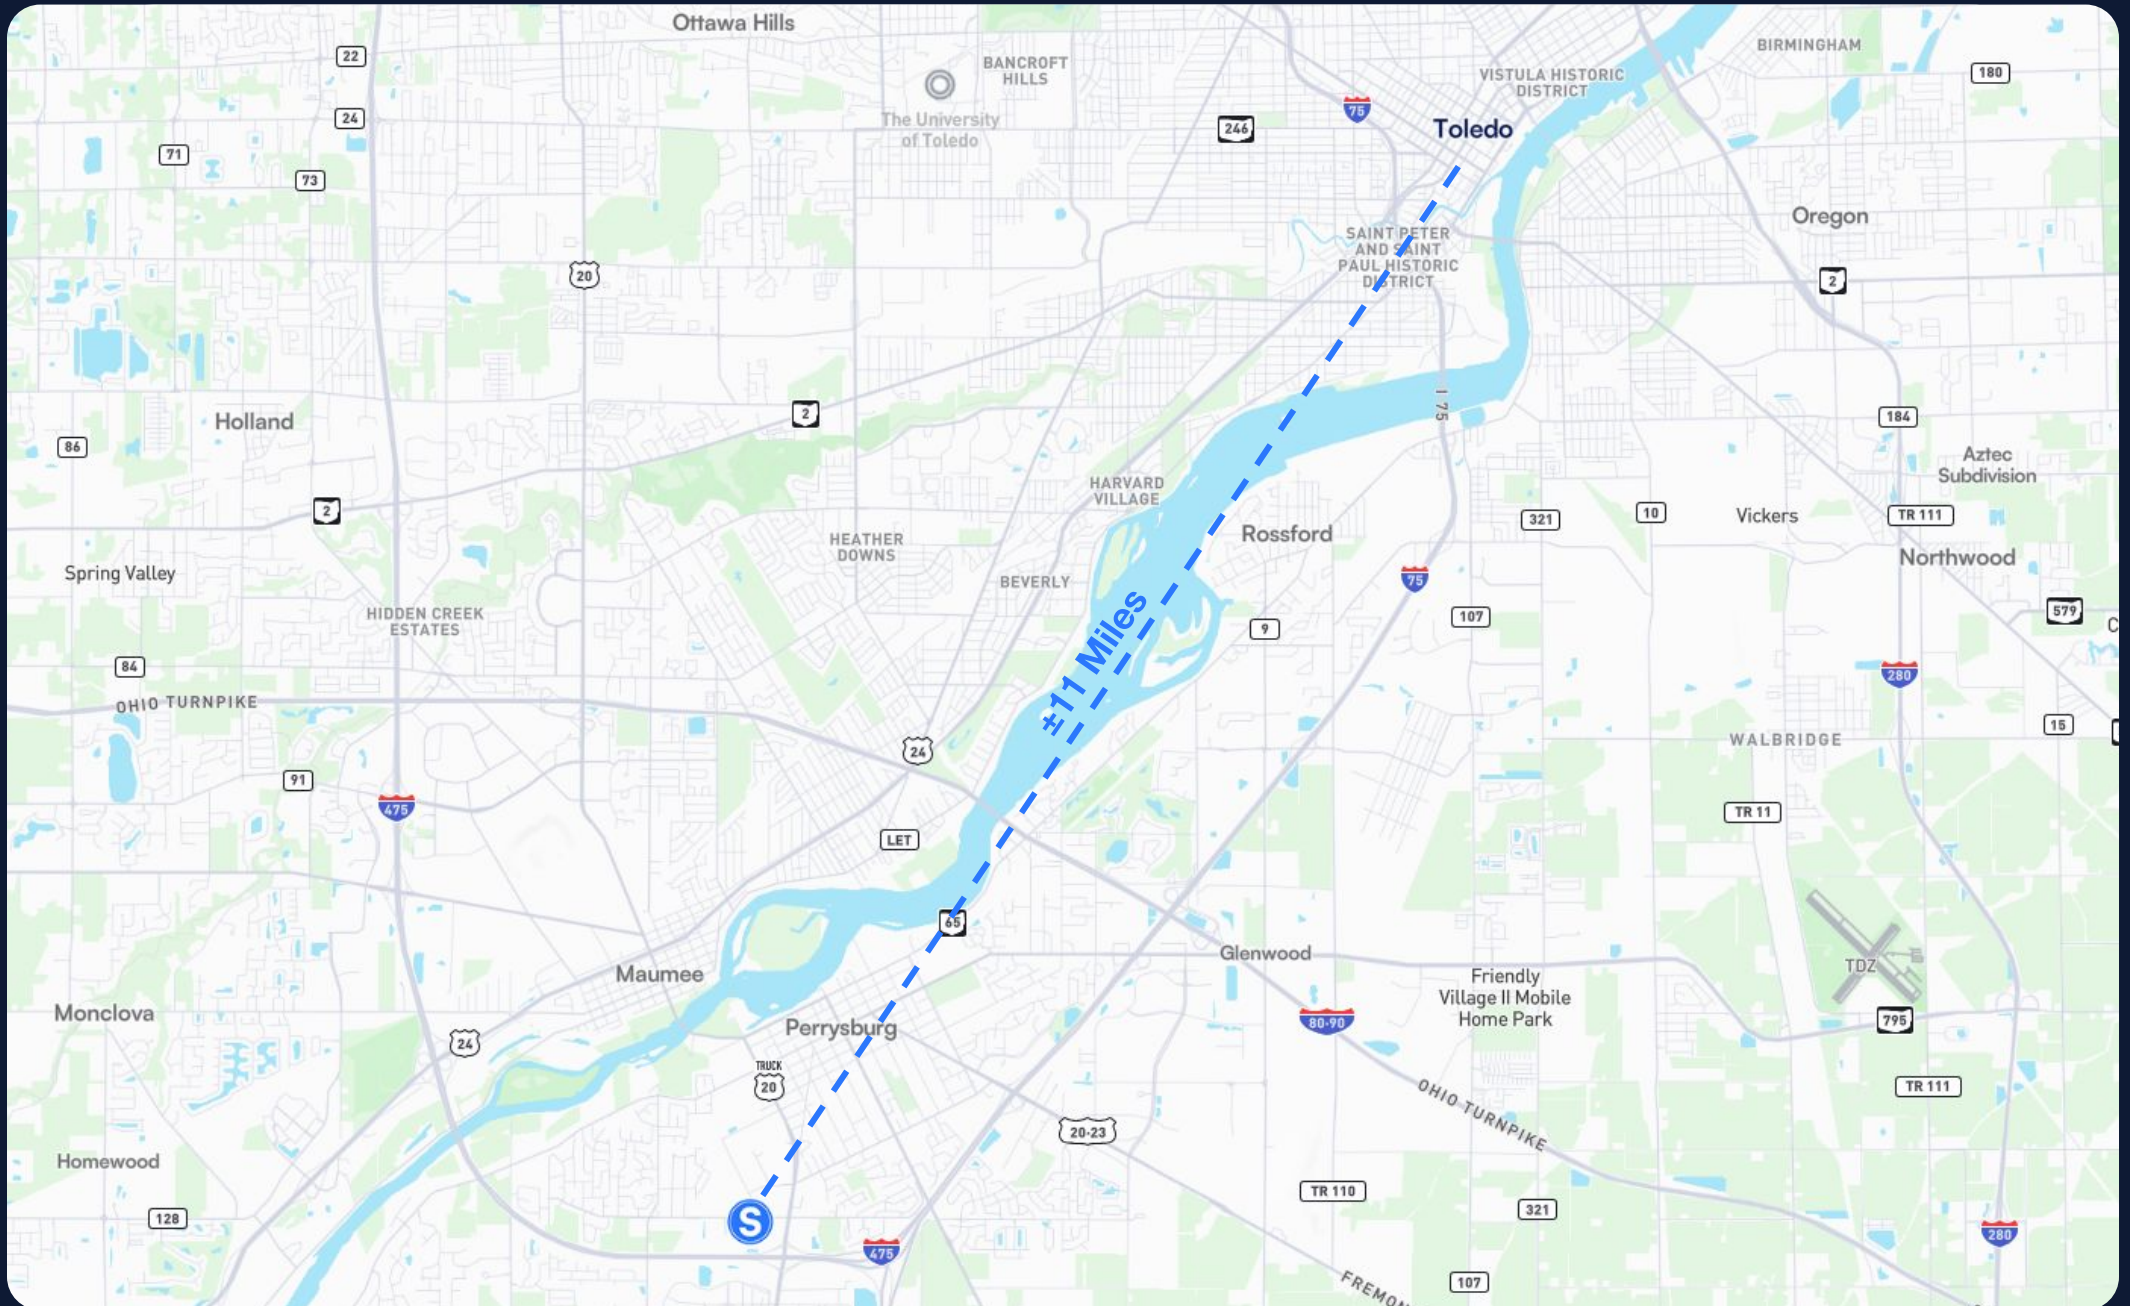 Ottawa Hills
BIRMINGHAM
22
BANCROFT
HILLS
VISTULA HISTORIC
DISTRICT
180
24
The University
of Toledo
75
246
Toledo
71
73
Oregon
SAINT PETER
AND SAINT
PAUL HISTORIC
DISTRICT
20
2
I 75
Holland
2
184
86
Aztec
Subdivision
HARVARD
VILLAGE
2
321
10
Vickers
TR 111
Rossford
HEATHER
DOWNS
Northwood
Spring Valley
BEVERLY
75
HIDDEN CREEK
ESTATES
107
579
C
9
±11 Miles
84
280
OHIO TURNPIKE
15
24
WALBRIDGE
91
475
TR 11
LET
65
Glenwood
TDZ
Maumee
Friendly
Village II Mobile
Home Park
Monclova
Perrysburg
80-90
795
24
TRUCK
20
TR 111
OHIO TURNPIKE
20-23
Homewood
TR 110
128
S
321
475
280
107
FREMON